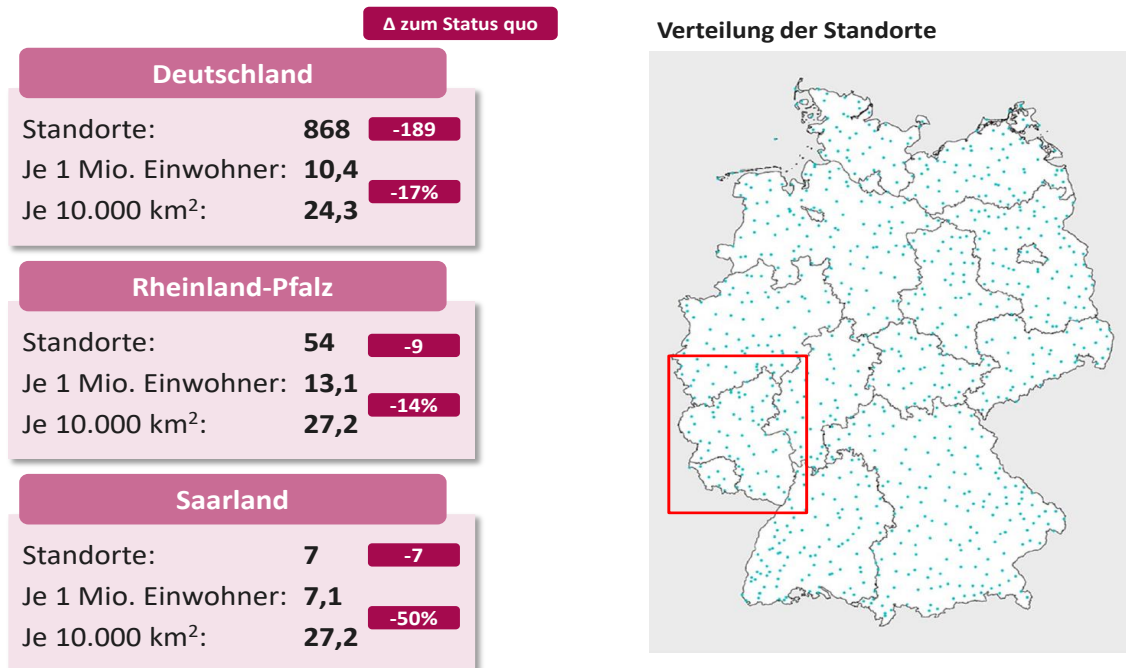 Δ zum Status quo
Deutschland
Standorte: 868 -189
Je 1 Mio. Einwohner: 10,4
-17%
Je 10.000 km²: 24,3
Rheinland-Pfalz
Standorte: 54 -9
Je 1 Mio. Einwohner: 13,1
-14%
Je 10.000 km²: 27,2
Saarland
Standorte: 7 -7
Je 1 Mio. Einwohner: 7,1
-50%
Je 10.000 km²: 27,2
Verteilung der Standorte